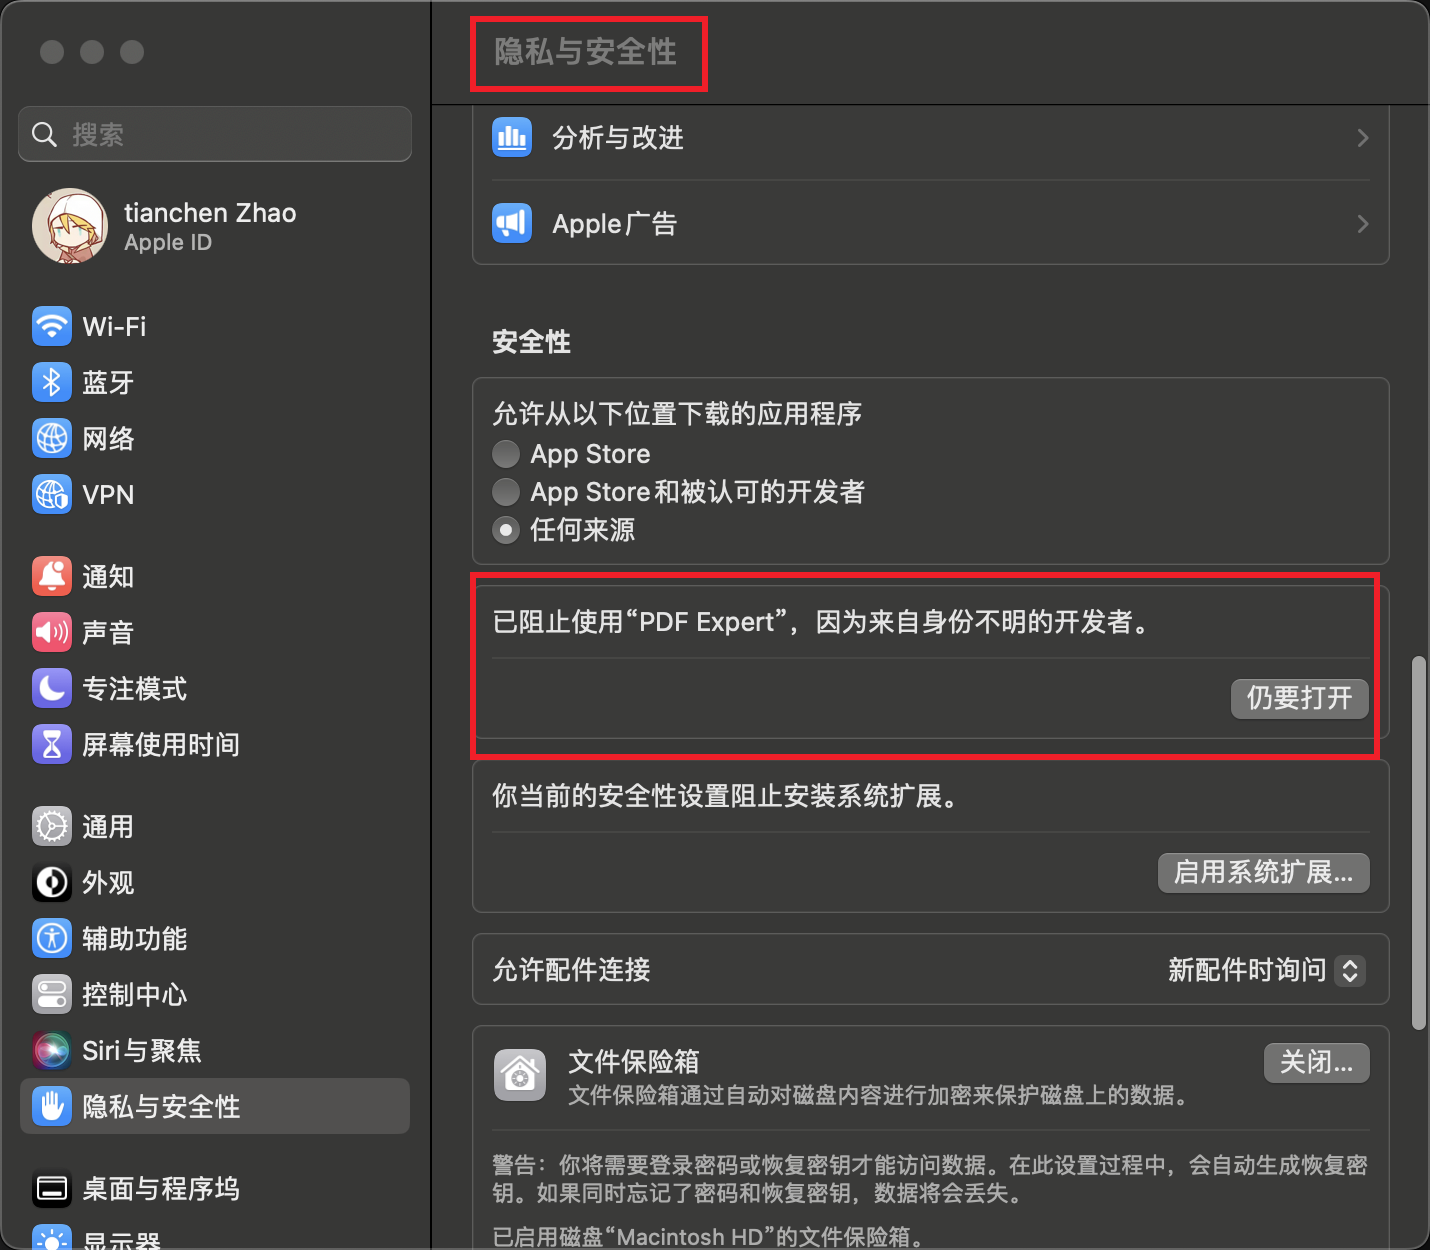 搜索
tianchen Zhao
Apple ID
Wi-Fi
蓝牙
网络
VPN
通知
声音
专注模式
屏幕使用时间
通用
外观
辅助功能
控制中心
Siri与聚焦
隐私与安全性
桌面与程序坞
显示器
隐私与安全性
分析与改进
Apple广告
安全性
允许从以下位置下载的应用程序
App Store
App Store和被认可的开发者
任何来源
已阻止使用“PDF Expert”，因为来自身份不明的开发者。
仍要打开
你当前的安全性设置阻止安装系统扩展。
启用系统扩展...
允许配件连接
新配件时询问
文件保险箱
关闭...
文件保险箱通过自动对磁盘内容进行加密来保护磁盘上的数据。
警告：你将需要登录密码或恢复密钥才能访问数据。在此设置过程中，会自动生成恢复密
钥。如果同时忘记了密码和恢复密钥，数据将会丢失。
已启用磁盘“Macintosh HD”的文件保险箱。